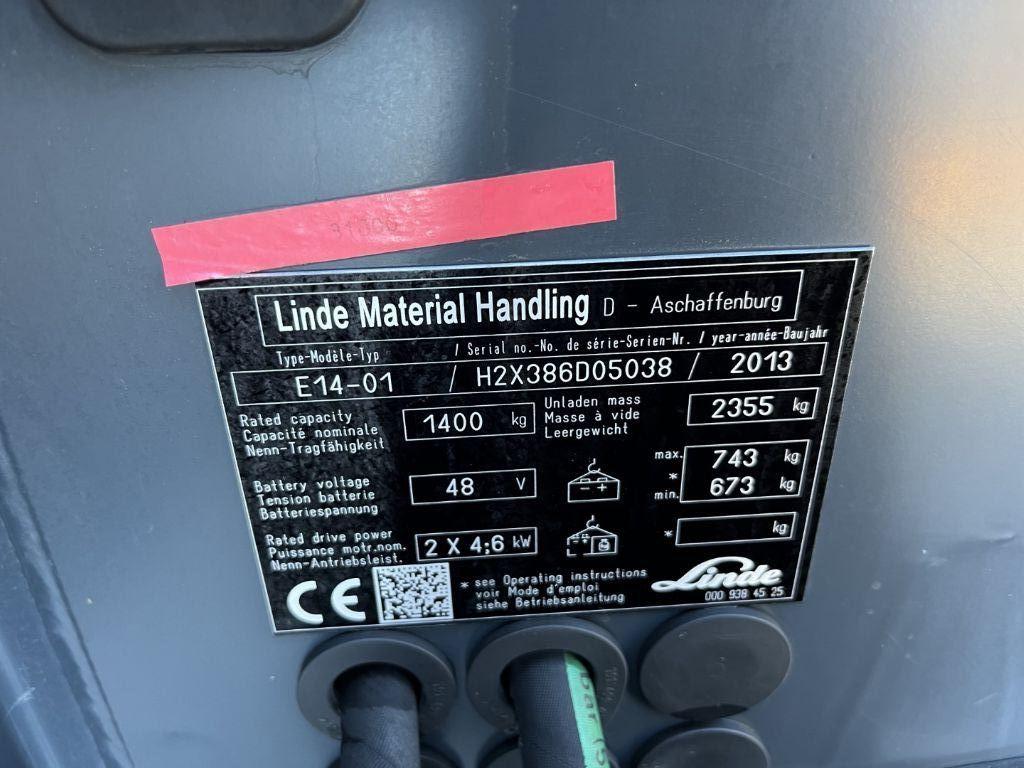 Linde Material Handling D - Aschaffenburg
Type-Modèle-Typ / Serial no.-No. de série-Serien-Nr. / year-année-Baujahr
E14-01 / H2X386D05038 / 2013
Rated capacity
Capacité nominale
Nenn-Tragfähigkeit
1400 kg
Unladen mass
Masse à vide
Leergewicht
2355 kg
Battery voltage
Tension batterie
Batteriespannung
48 V
- +
max. 743 kg
*
min. 673 kg
Rated drive power
Puissance motr.nom.
Nenn-Antriebsleist.
2 X 4;6 kW
* kg
CE
* see Operating instructions
voir Mode d'emploi
siehe Betriebsanleitung
Linde
000 938 45 25
bar